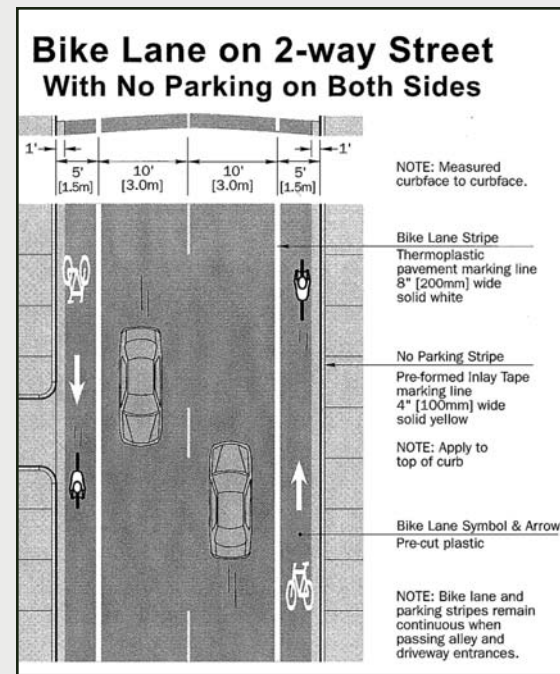 Bike Lane on 2-way Street
With No Parking on Both Sides
1' 5' 10' 10' 5' 1'
[1.5m] [3.0m] [3.0m] [1.5m]
NOTE: Measured
curbface to curbface.
Bike Lane Stripe
Thermoplastic
pavement marking line
8" [200mm] wide
solid white
No Parking Stripe
Pre-formed Inlay Tape
marking line
4" [100mm] wide
solid yellow
NOTE: Apply to
top of curb
Bike Lane Symbol & Arrow
Pre-cut plastic
NOTE: Bike lane and
parking stripes remain
continuous when
passing alley and
driveway entrances.